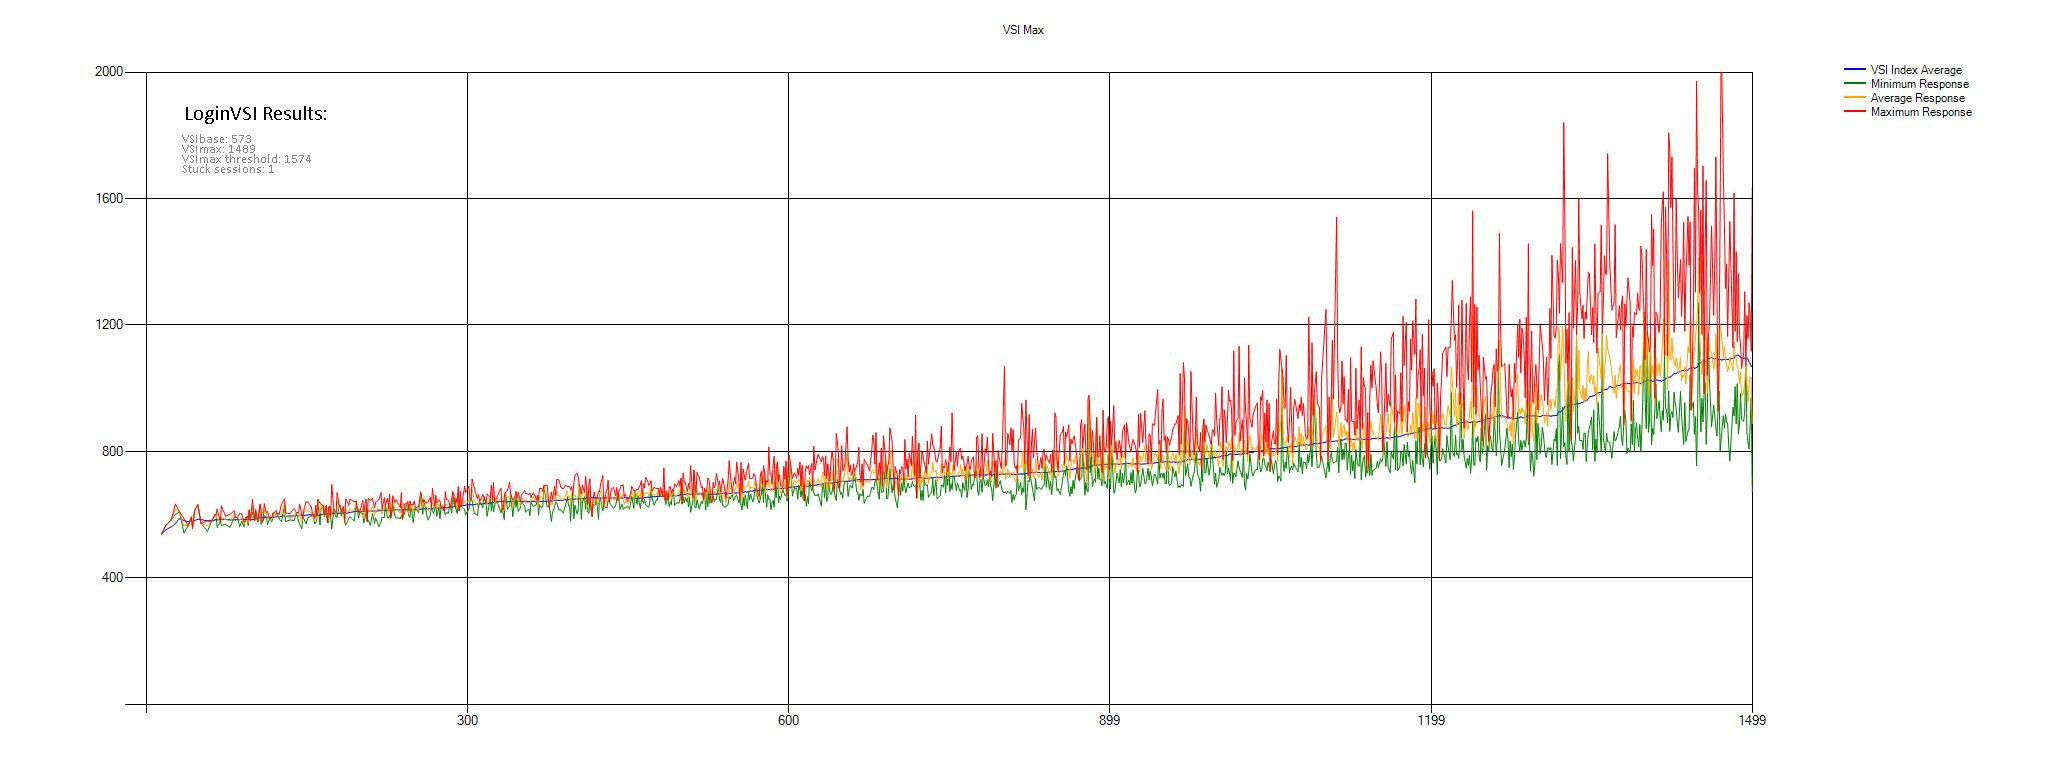 VSI Max
2000
1600
1200
800
400
LoginVSI Results:
VSIbase: 573
VSImax: 1489
VSImax threshold: 1574
Stuck sessions: 1
VSI Index Average
Minimum Response
Average Response
Maximum Response
300
600
899
1199
1499